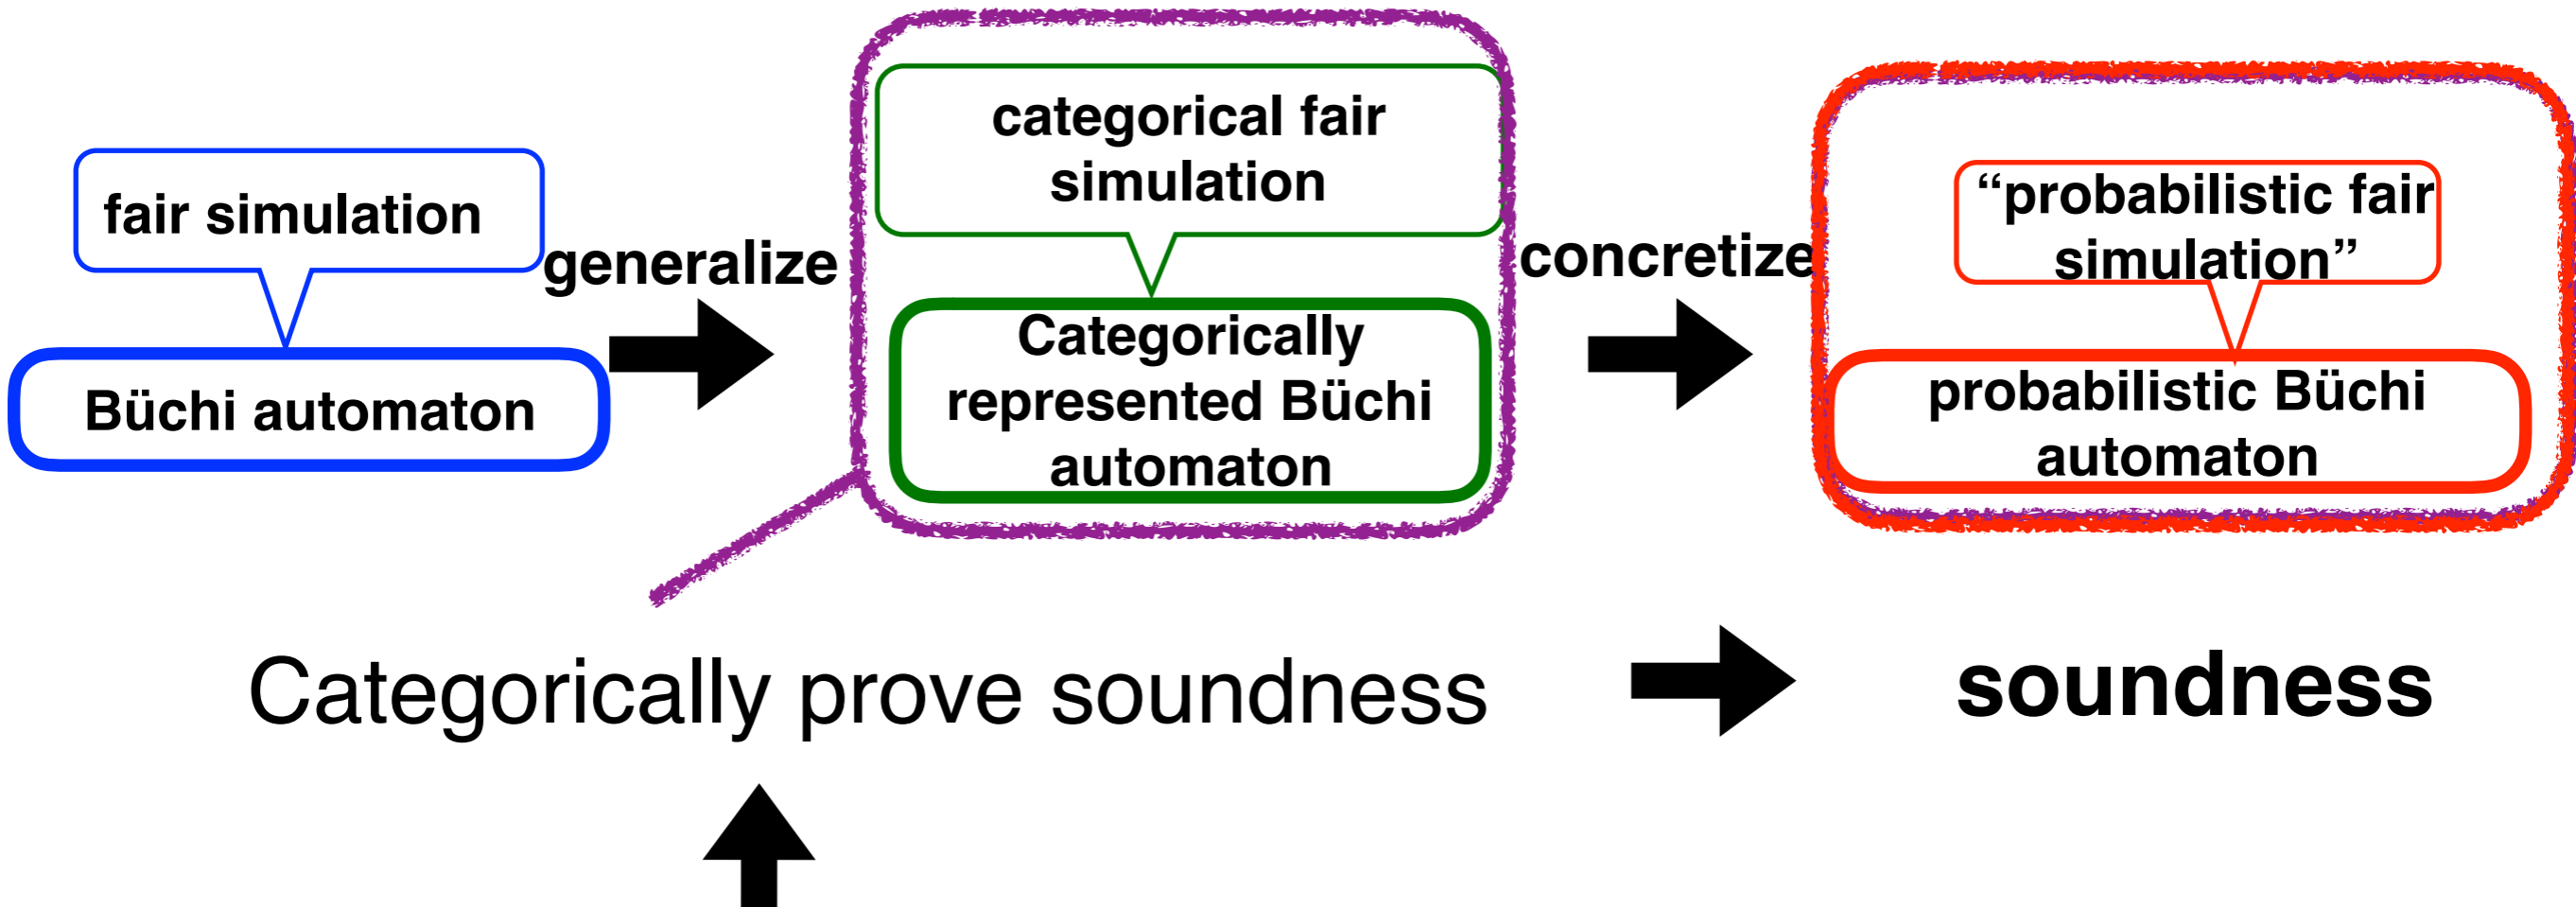 fair simulation
Büchi automaton
generalize
categorical fair
simulation
Categorically
represented Büchi
automaton
concretize
“probabilistic fair
simulation”
probabilistic Büchi
automaton
Categorically prove soundness
soundness